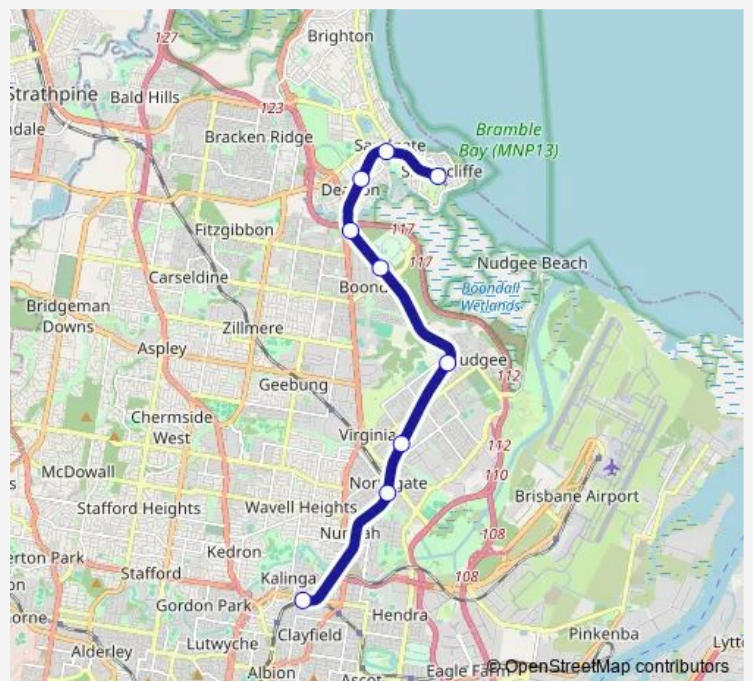 Brighton
127
Strathpine
Bald Hills
123
Bracken Ridge
Bramble
Bay (MNP13)
Fitzgibbon
117
Nudgee Beach
117
Carseldine
Boondall
Wetlands
Bridgeman
Downs
Zillmere
Aspley
112
Geebung
Chermside
West
Virginia
112
McDowall
110
Brisbane Airport
Stafford Heights
Wavell Heights
108
Kedron
Stafford
Kalinga
108
Gordon Park
Hendra
Clayfield
Pinkenba
Lutwyche
Alderley
Albion
© OpenStreetMap contributors